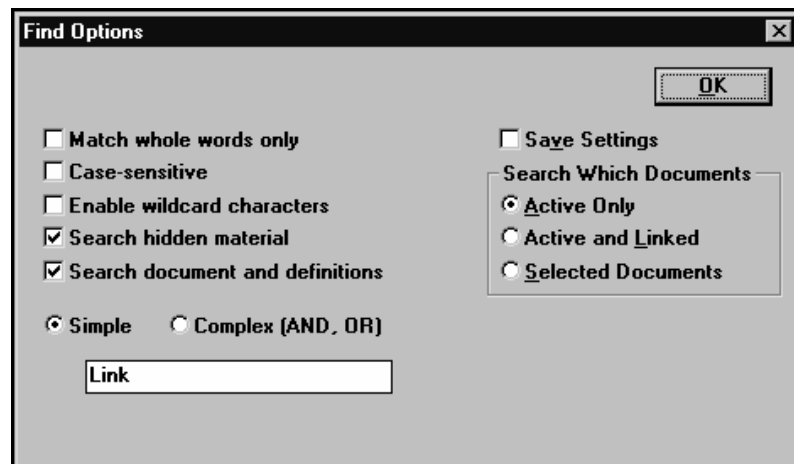 Find Options
OK
Match whole words only
Case-sensitive
Enable wildcard characters
Search hidden material
Search document and definitions
Simple
Complex (AND, OR)
Link
Save Settings
Search Which Documents
Active Only
Active and Linked
Selected Documents